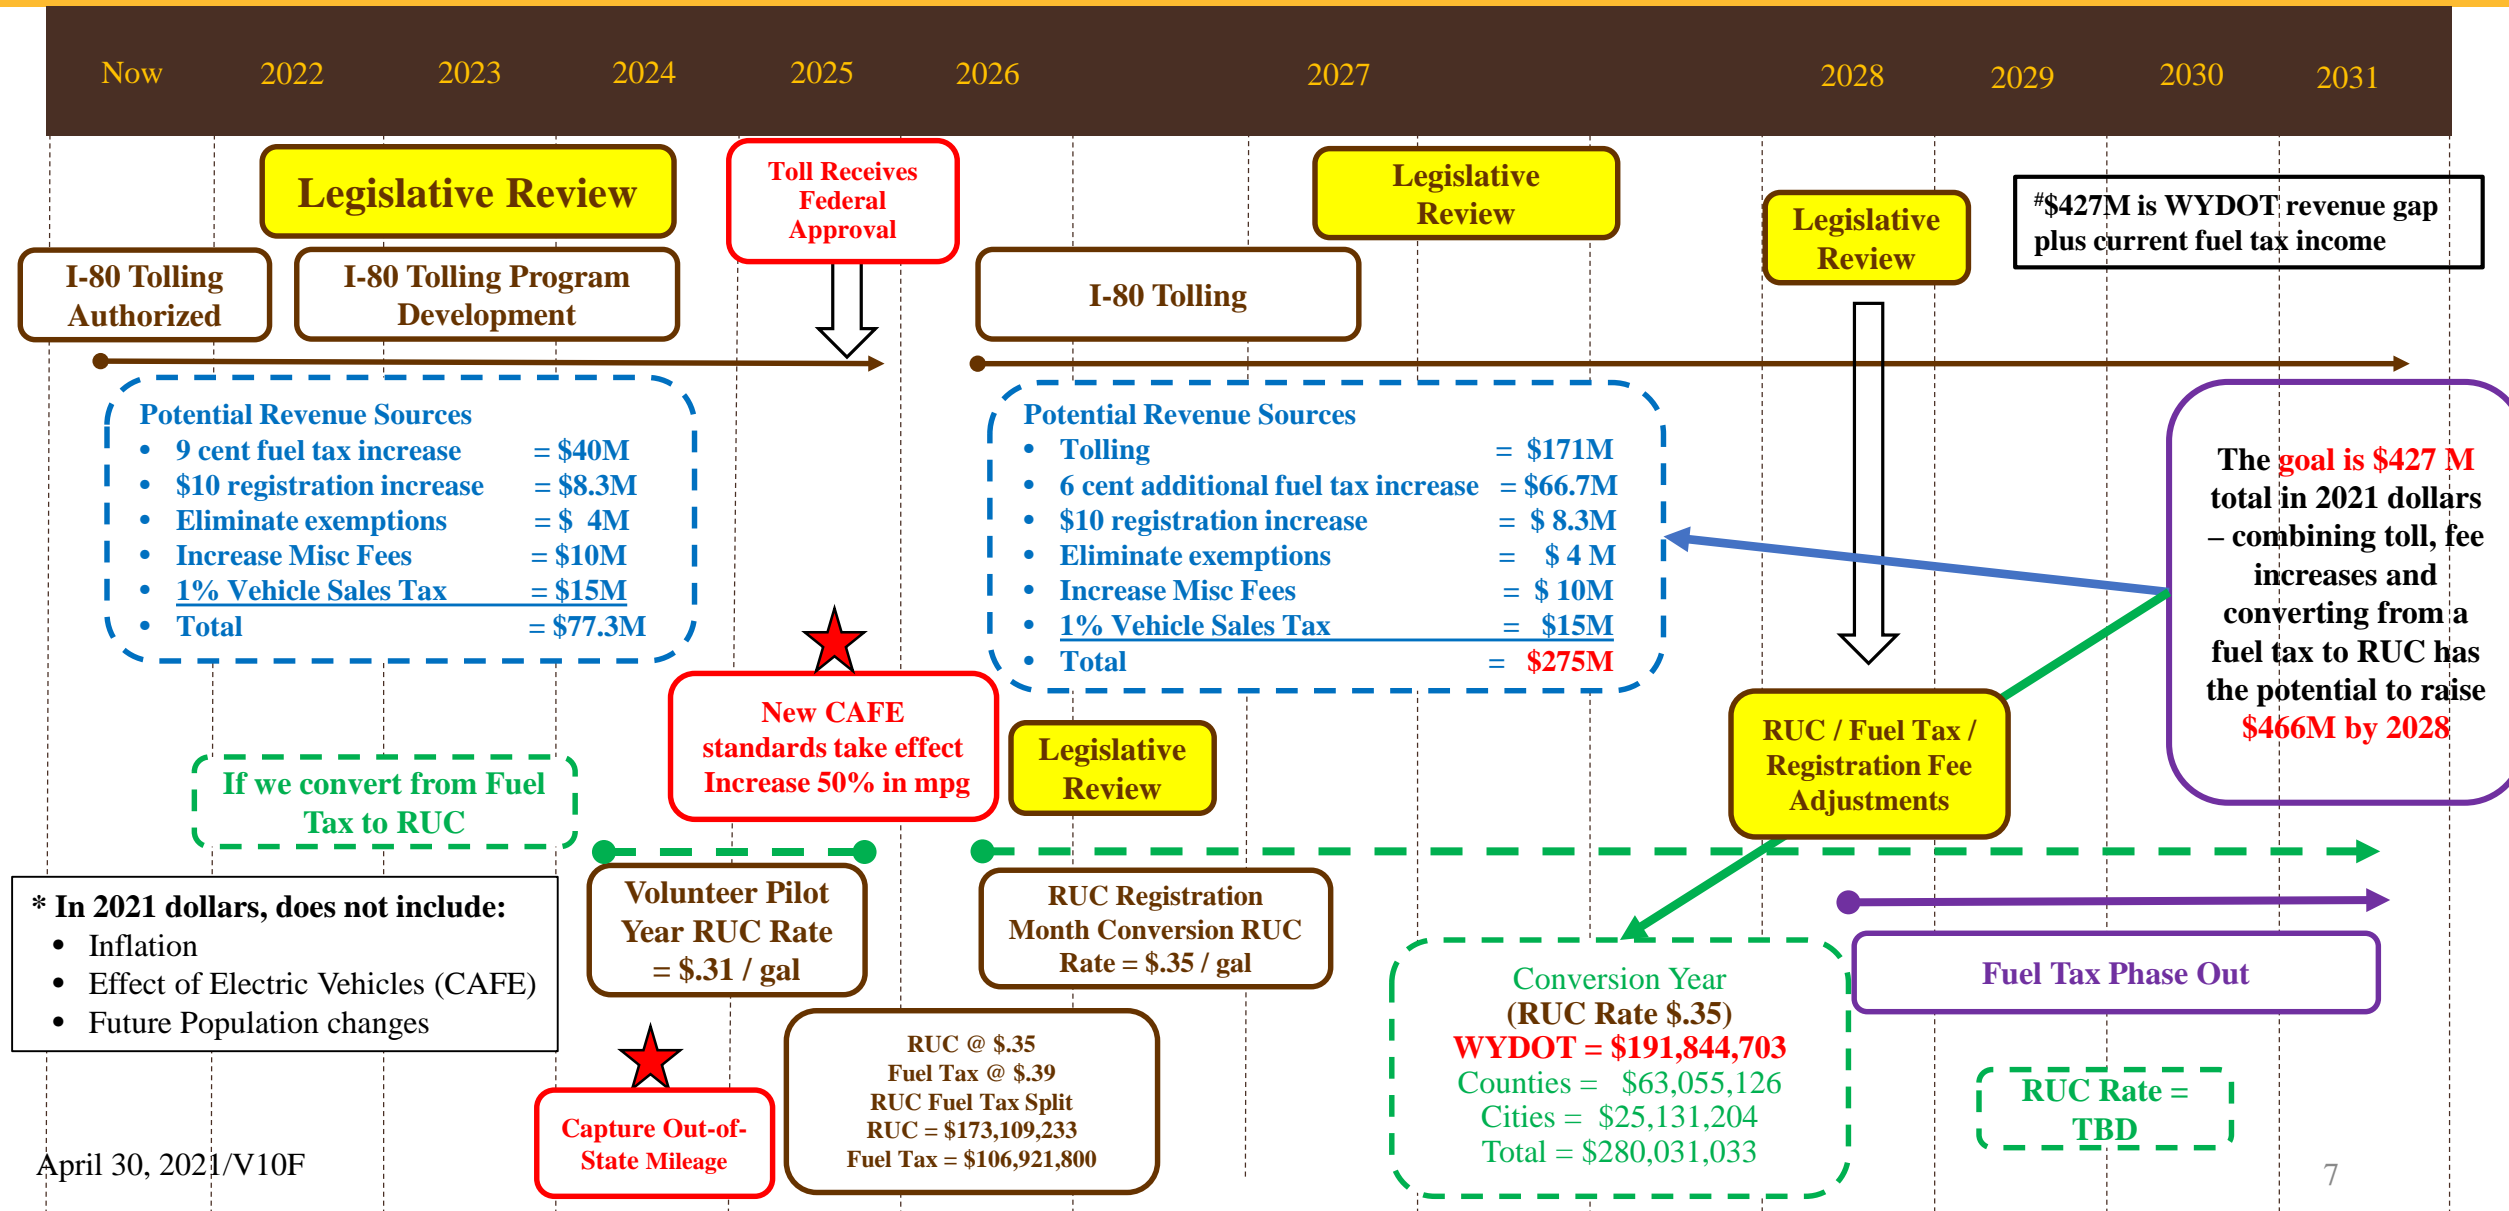 Now 2022 2023 2024 2025 2026 2027 2028 2029 2030 2031
Legislative Review
Toll Receives
Federal
Approval
Legislative
Review
Legislative
Review
#$427M is WYDOT revenue gap
plus current fuel tax income
I-80 Tolling
Authorized
I-80 Tolling Program
Development
I-80 Tolling
Potential Revenue Sources
• 9 cent fuel tax increase = $40M
• $10 registration increase = $8.3M
• Eliminate exemptions = $ 4M
• Increase Misc Fees = $10M
• 1% Vehicle Sales Tax = $15M
• Total = $77.3M
Potential Revenue Sources
• Tolling = $171M
• 6 cent additional fuel tax increase = $66.7M
• $10 registration increase = $ 8.3M
• Eliminate exemptions = $ 4 M
• Increase Misc Fees = $ 10M
• 1% Vehicle Sales Tax = $15M
• Total = $275M
The goal is $427 M
total in 2021 dollars
– combining toll, fee
increases and
converting from a
fuel tax to RUC has
the potential to raise
$466M by 2028
New CAFE
standards take effect
Increase 50% in mpg
Legislative
Review
RUC / Fuel Tax /
Registration Fee
Adjustments
If we convert from Fuel
Tax to RUC
* In 2021 dollars, does not include:
• Inflation
• Effect of Electric Vehicles (CAFE)
• Future Population changes
Volunteer Pilot
Year RUC Rate
= $.31 / gal
RUC Registration
Month Conversion RUC
Rate = $.35 / gal
Conversion Year
(RUC Rate $.35)
WYDOT = $191,844,703
Counties = $63,055,126
Cities = $25,131,204
Total = $280,031,033
Fuel Tax Phase Out
RUC @ $.35
Fuel Tax @ $.39
RUC Fuel Tax Split
RUC = $173,109,233
Fuel Tax = $106,921,800
Capture Out-of-
State Mileage
RUC Rate =
TBD
April 30, 2021/V10F
7